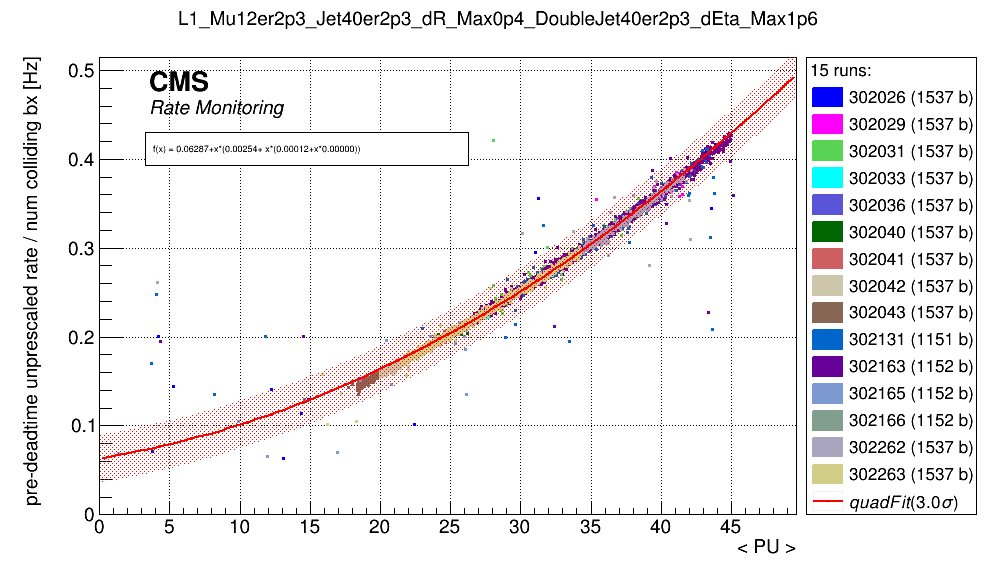 L1_Mu12er2p3_Jet40er2p3_dR_Max0p4_DoubleJet40er2p3_dEta_Max1p6
pre-deadtime unprescaled rate / num colliding bx [Hz]
0.5
0.4
0.3
0.2
0.1
0
CMS
Rate Monitoring
f(x) = 0.06287+x*(0.00254+ x*(0.00012+x*0.00000))
0 5 10 15 20 25 30 35 40 45
< PU >
15 runs:
302026 (1537 b)
302029 (1537 b)
302031 (1537 b)
302033 (1537 b)
302036 (1537 b)
302040 (1537 b)
302041 (1537 b)
302042 (1537 b)
302043 (1537 b)
302131 (1151 b)
302163 (1152 b)
302165 (1152 b)
302166 (1152 b)
302262 (1537 b)
302263 (1537 b)
quadFit(3.0σ)